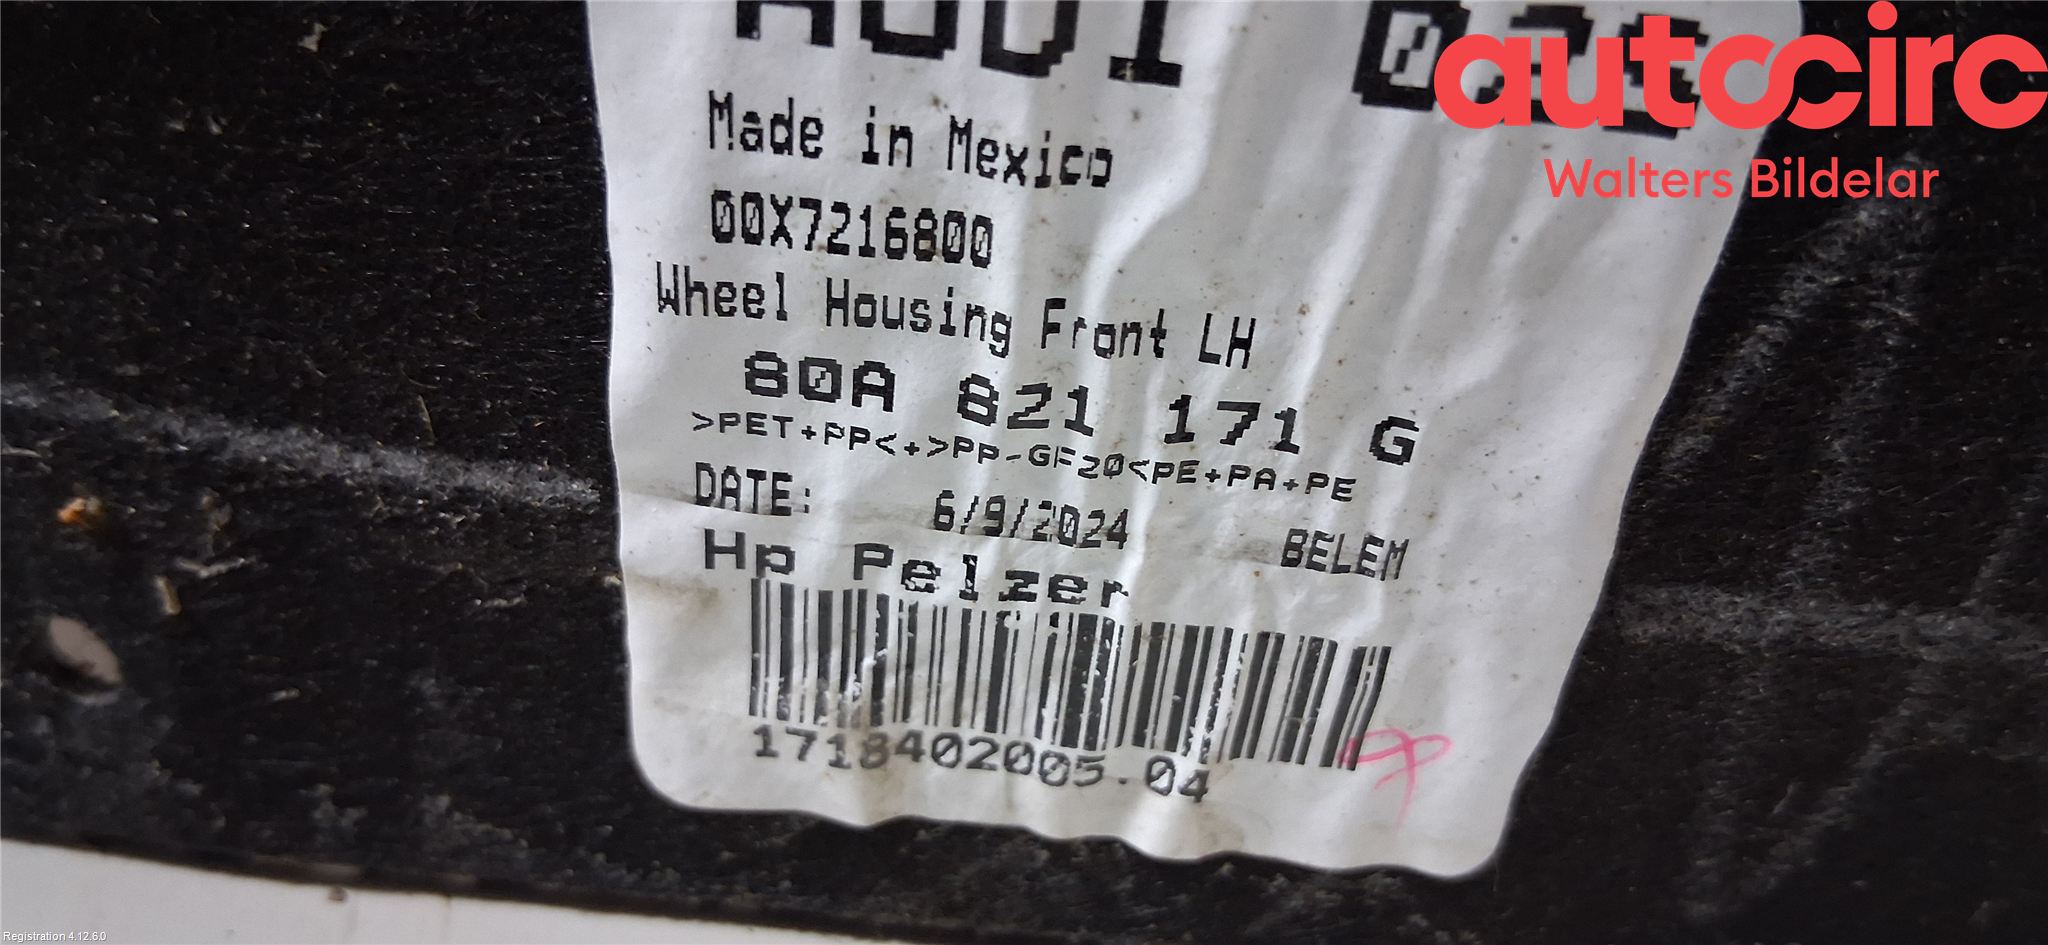 AUDI
autocirc
Walters Bildelar
Made in Mexico
00X7216800
Wheel Housing Front LH
80A 821 171 G
>PET+PP<+>PP-GF20<PE+PA+PE
DATE: 6/9/2024 BELEM
Hp Pelzer
1718402005.04
Registration 4.12.6.0